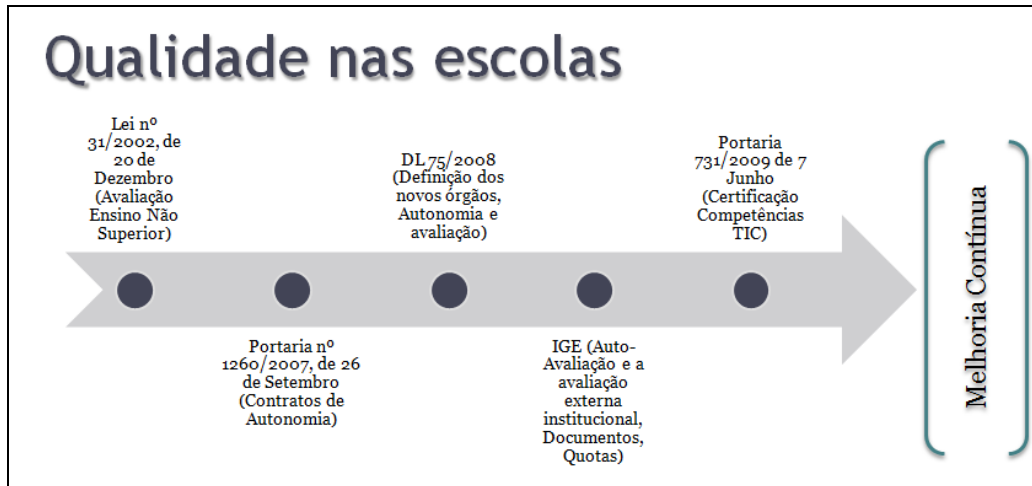 Qualidade nas escolas
Lei nº
31/2002, de
20 de
Dezembro
(Avaliação
Ensino Não
Superior)
Portaria nº
1260/2007, de 26
de Setembro
(Contratos de
Autonomia)
DL 75/2008
(Definição dos
novos órgãos,
Autonomia e
avaliação)
IGE (Auto-
Avaliação e a
avaliação
externa
institucional,
Documentos,
Quotas)
Portaria
731/2009 de 7
Junho
(Certificação
Competências
TIC)
Melhoria Contínua